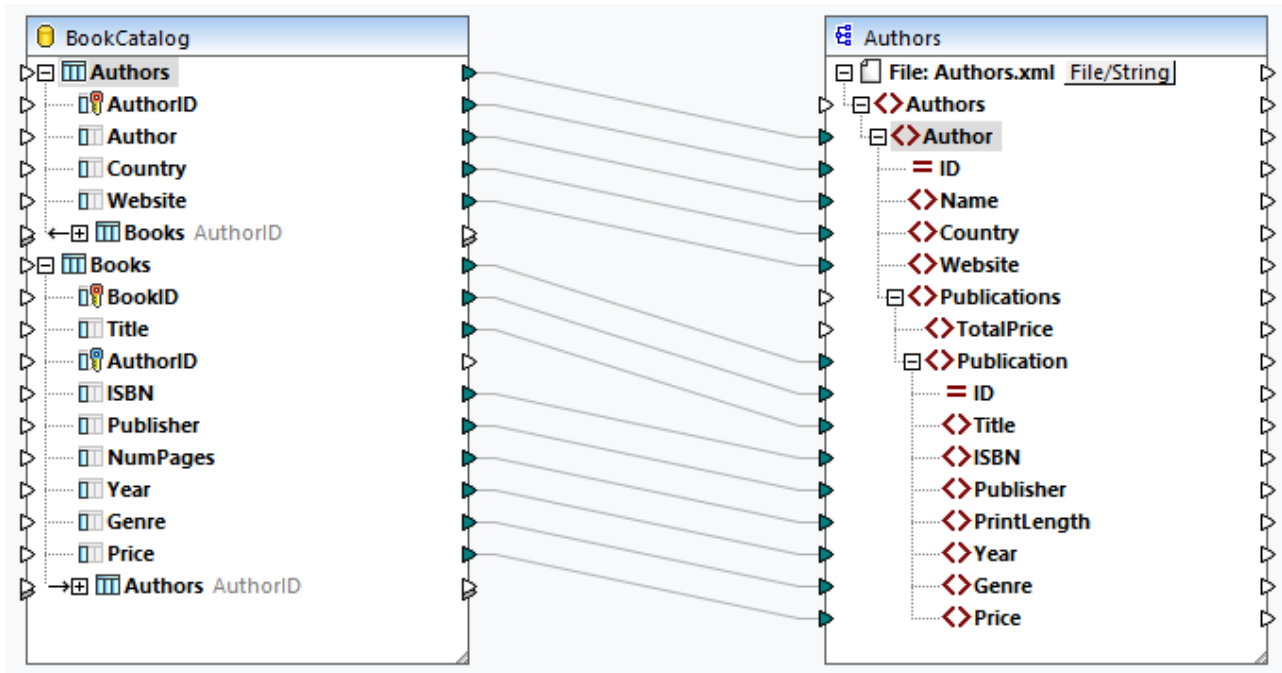 BookCatalog
Authors
AuthorID
Author
Country
Website
Books AuthorID
Books
BookID
Title
AuthorID
ISBN
Publisher
NumPages
Year
Genre
Price
Authors AuthorID
Authors
File: Authors.xml File/String
Authors
Author
ID
Name
Country
Website
Publications
TotalPrice
Publication
ID
Title
ISBN
Publisher
PrintLength
Year
Genre
Price